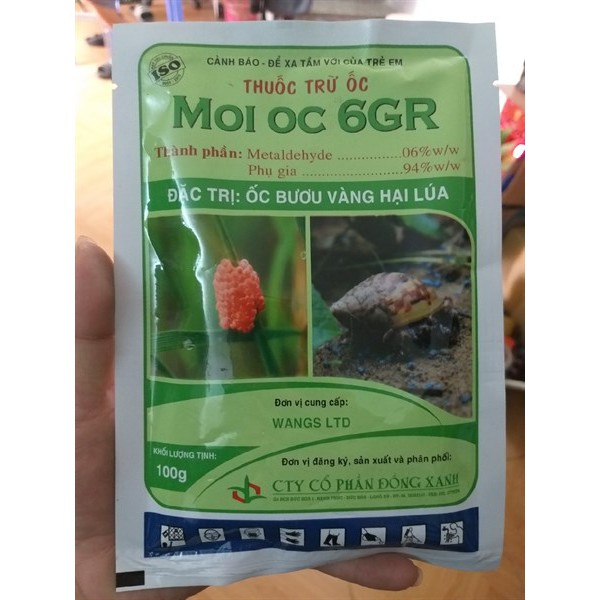 ISO
CẢNH BÁO - ĐỂ XA TẦM VỚI CỦA TRẺ EM
THUỐC TRỪ ỐC
MOI OC 6GR
Thành phần: Metaldehyde .................. 06%w/w
Phụ gia ........................... 94%w/w
ĐẶC TRỊ: ỐC BƯƠU VÀNG HẠI LÚA
Đơn vị cung cấp:
WANGS LTD
KHỐI LƯỢNG TỊNH:
100g
Đơn vị đăng ký, sản xuất và phân phối:
CTY CỔ PHẦN ĐỒNG XANH